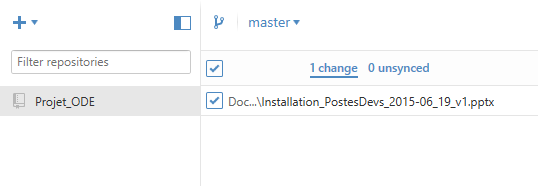 master
Filter repositories
1 change 0 unsynced
Projet_ODE
Doc...\Installation_PostesDevs_2015-06_19_v1.pptx